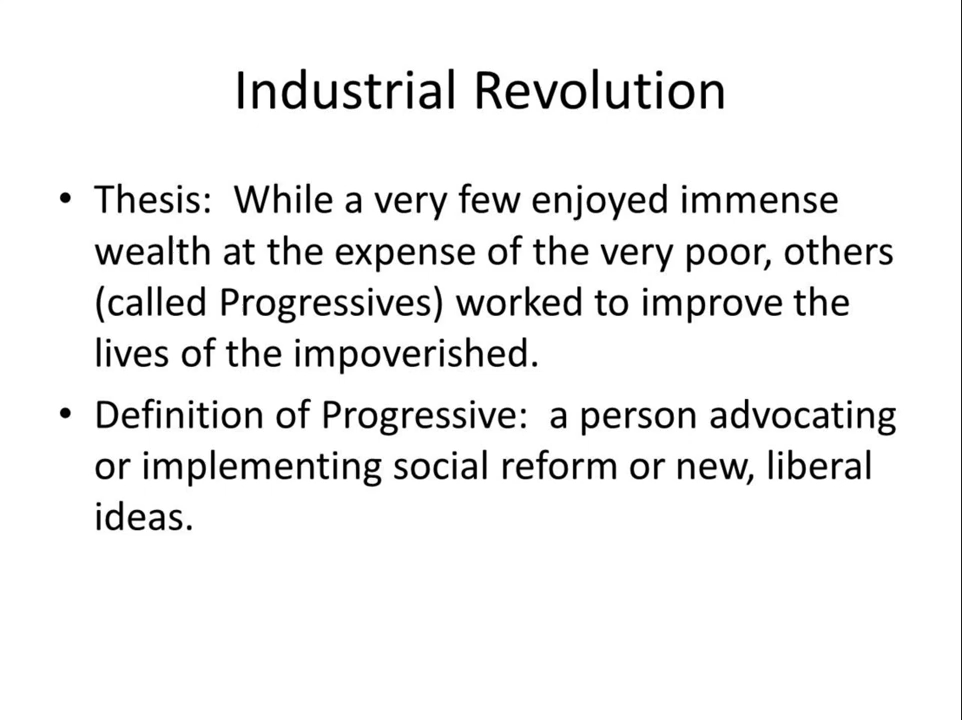 Industrial Revolution
• Thesis:  While a very few enjoyed immense
wealth at the expense of the very poor, others
(called Progressives) worked to improve the
lives of the impoverished.
• Definition of Progressive:  a person advocating
or implementing social reform or new, liberal
ideas.